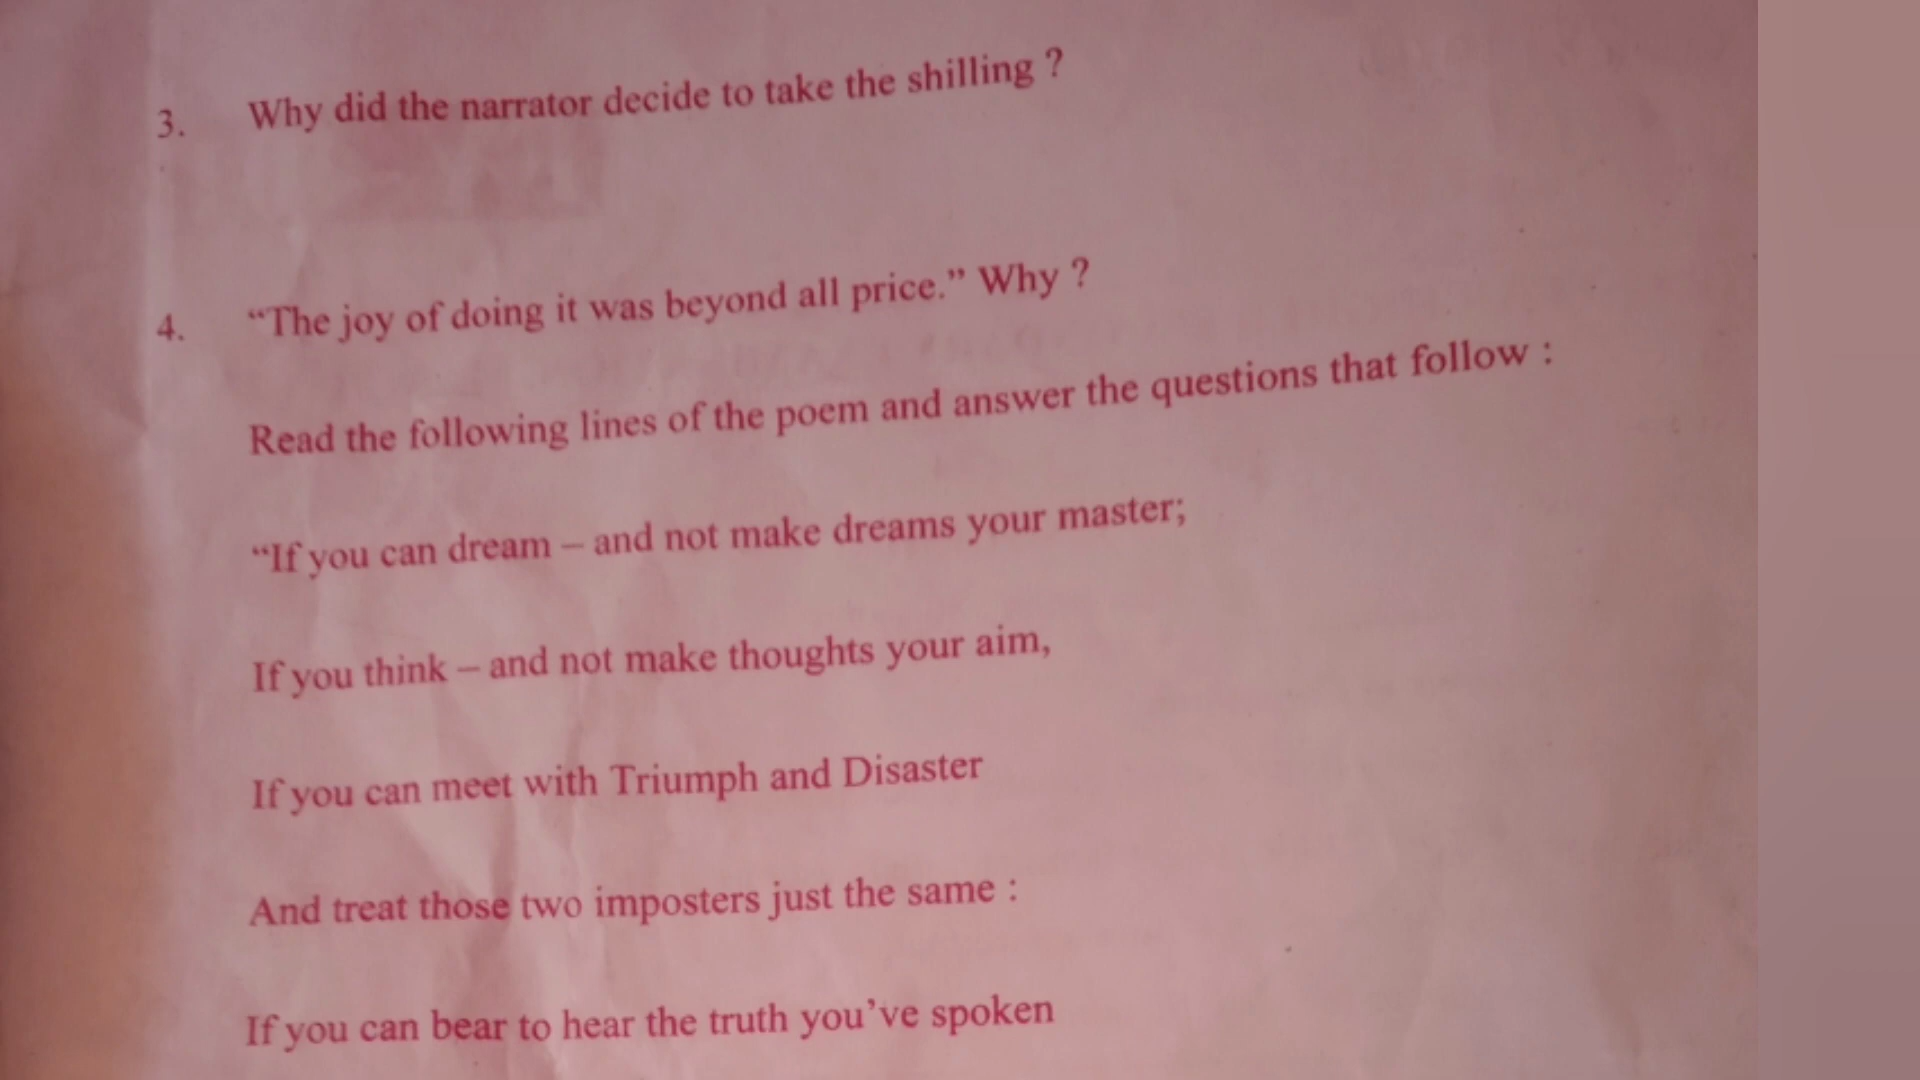 3. Why did the narrator decide to take the shilling ?
4. “The joy of doing it was beyond all price.” Why ?
Read the following lines of the poem and answer the questions that follow :
“If you can dream – and not make dreams your master;
If you think – and not make thoughts your aim,
If you can meet with Triumph and Disaster
And treat those two imposters just the same :
If you can bear to hear the truth you’ve spoken